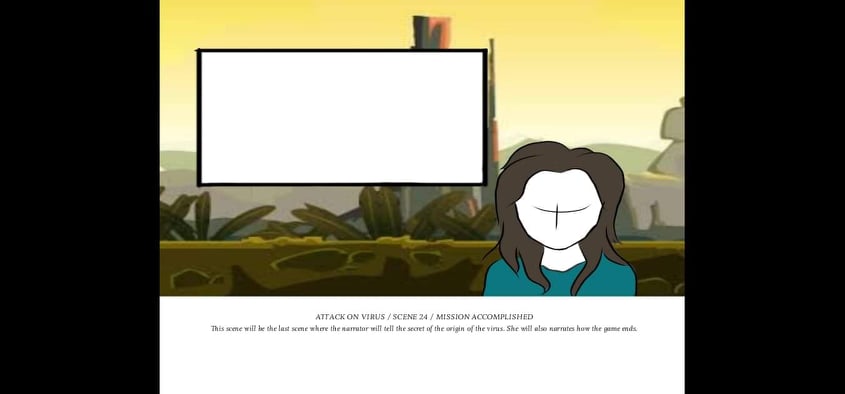 ATTACK ON VIRUS / SCENE 24 / MISSION ACCOMPLISHED
This scene will be the last scene where the narrator will tell the secret of the origin of the virus. She will also narrates how the game ends.